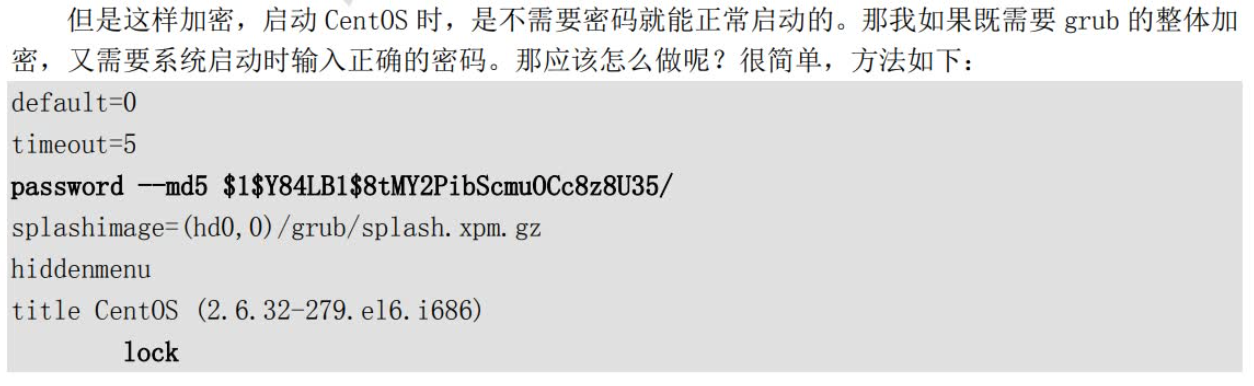 但是这样加密，启动 CentOS 时，是不需要密码就能正常启动的。那我如果既需要 grub 的整体加
密，又需要系统启动时输入正确的密码。那应该怎么做呢？很简单，方法如下：
default=0
timeout=5
password --md5 $1$Y84LB1$8tMY2PibScmuOCc8z8U35/
splashimage=(hd0,0)/grub/splash.xpm.gz
hiddenmenu
title CentOS (2.6.32-279.el6.i686)
lock